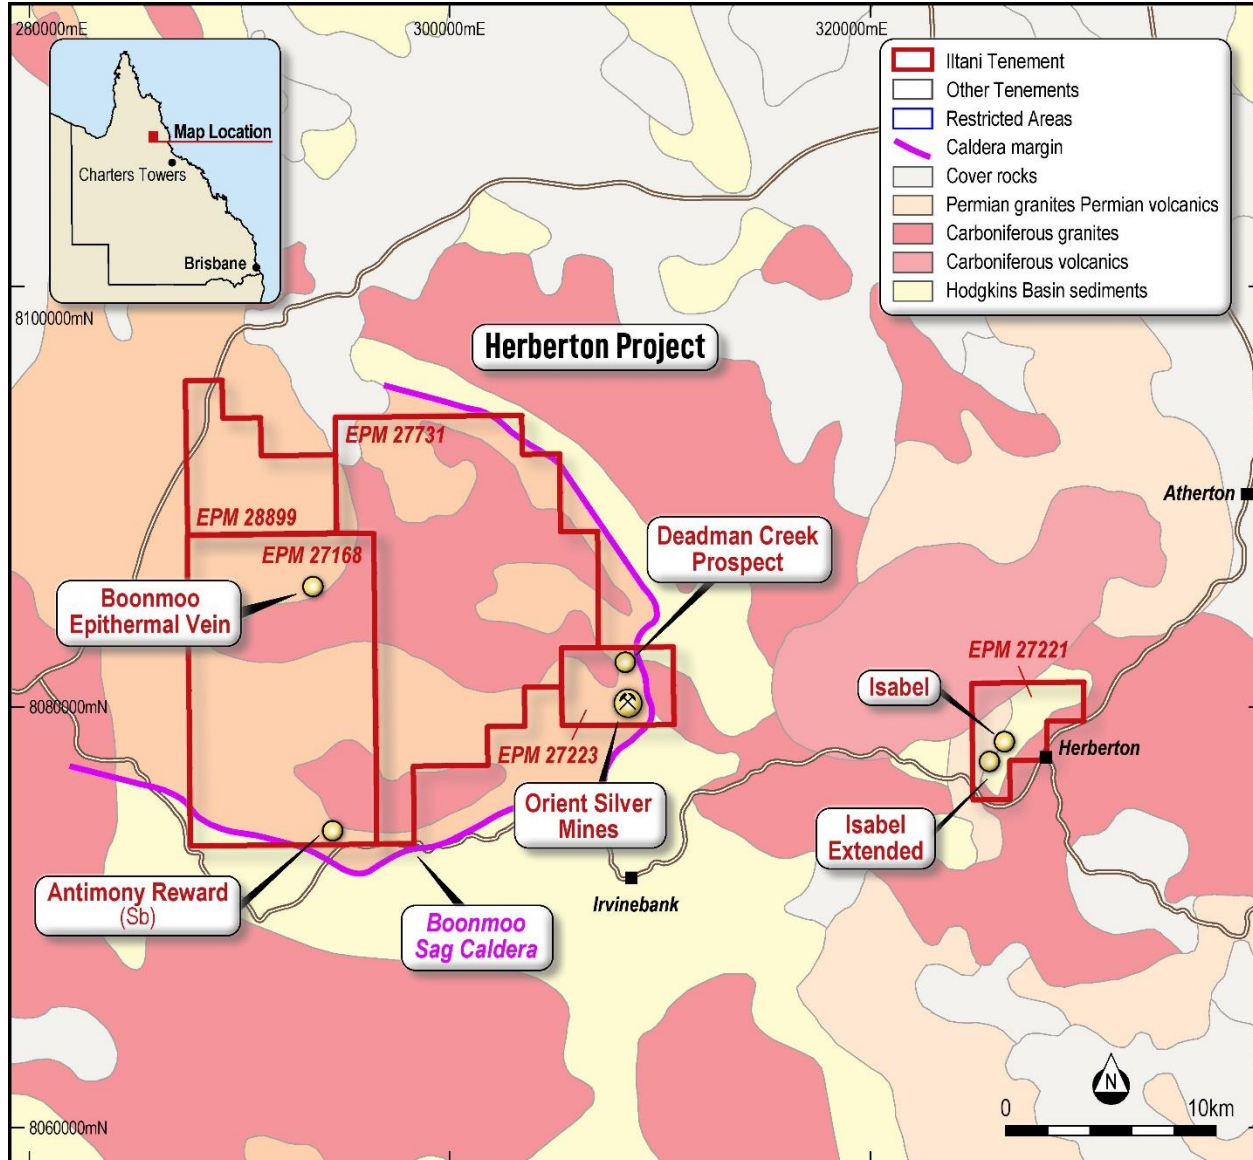 280000mE
300000mE
320000mE
Map Location
Charters Towers
Brisbane
Iltani Tenement
Other Tenements
Restricted Areas
Caldera margin
Cover rocks
Permian granites Permian volcanics
Carboniferous granites
Carboniferous volcanics
Hodgkins Basin sediments
8100000mN
Herberton Project
EPM 27731
Atherton
EPM 28899
EPM 27168
Deadman Creek
Prospect
Boonmoo
Epithermal Vein
EPM 27221
Isabel
8080000mN
EPM 27223
Herberton
Orient Silver
Mines
Isabel
Extended
Antimony Reward
(Sb)
Irvinebank
Boonmoo
Sag Caldera
N
0
10km
8060000mN